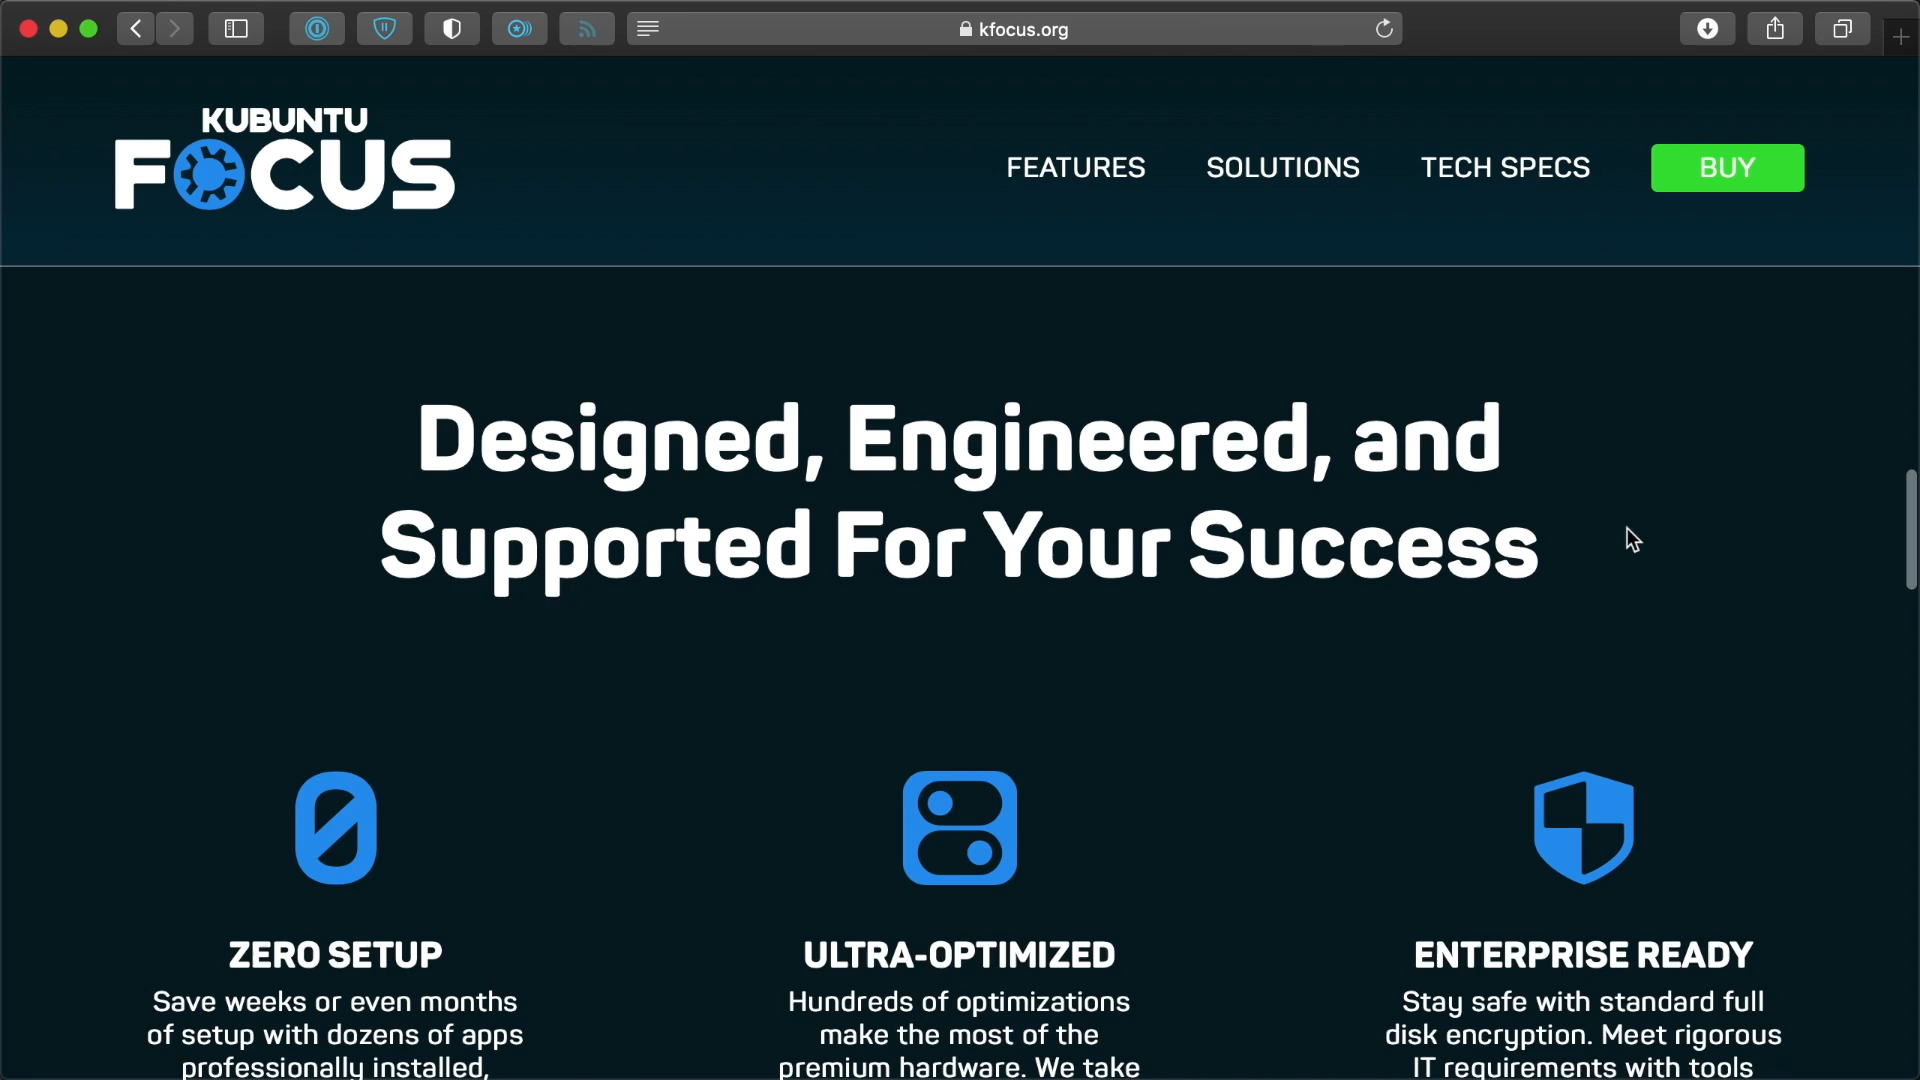 kfocus.org
KUBUNTU
FOCUS
FEATURES
SOLUTIONS
TECH SPECS
BUY
Designed, Engineered, and
Supported For Your Success
ZERO SETUP
Save weeks or even months
of setup with dozens of apps
professionally installed,
ULTRA-OPTIMIZED
Hundreds of optimizations
make the most of the
premium hardware. We take
ENTERPRISE READY
Stay safe with standard full
disk encryption. Meet rigorous
IT requirements with tools